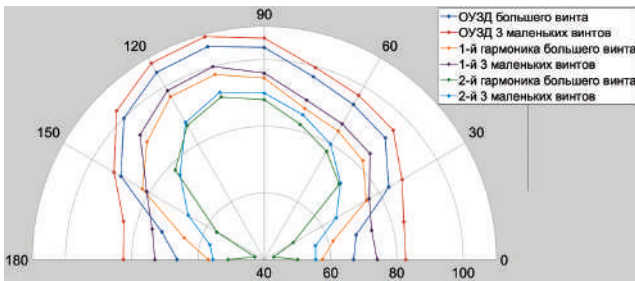 90
120
60
150
30
180
0
40
60
80
100
ОУЗД большего винта
ОУЗД 3 маленьких винтов
1-й гармоника большего винта
1-й 3 маленьких винтов
2-й гармоника большего винта
2-й 3 маленьких винтов